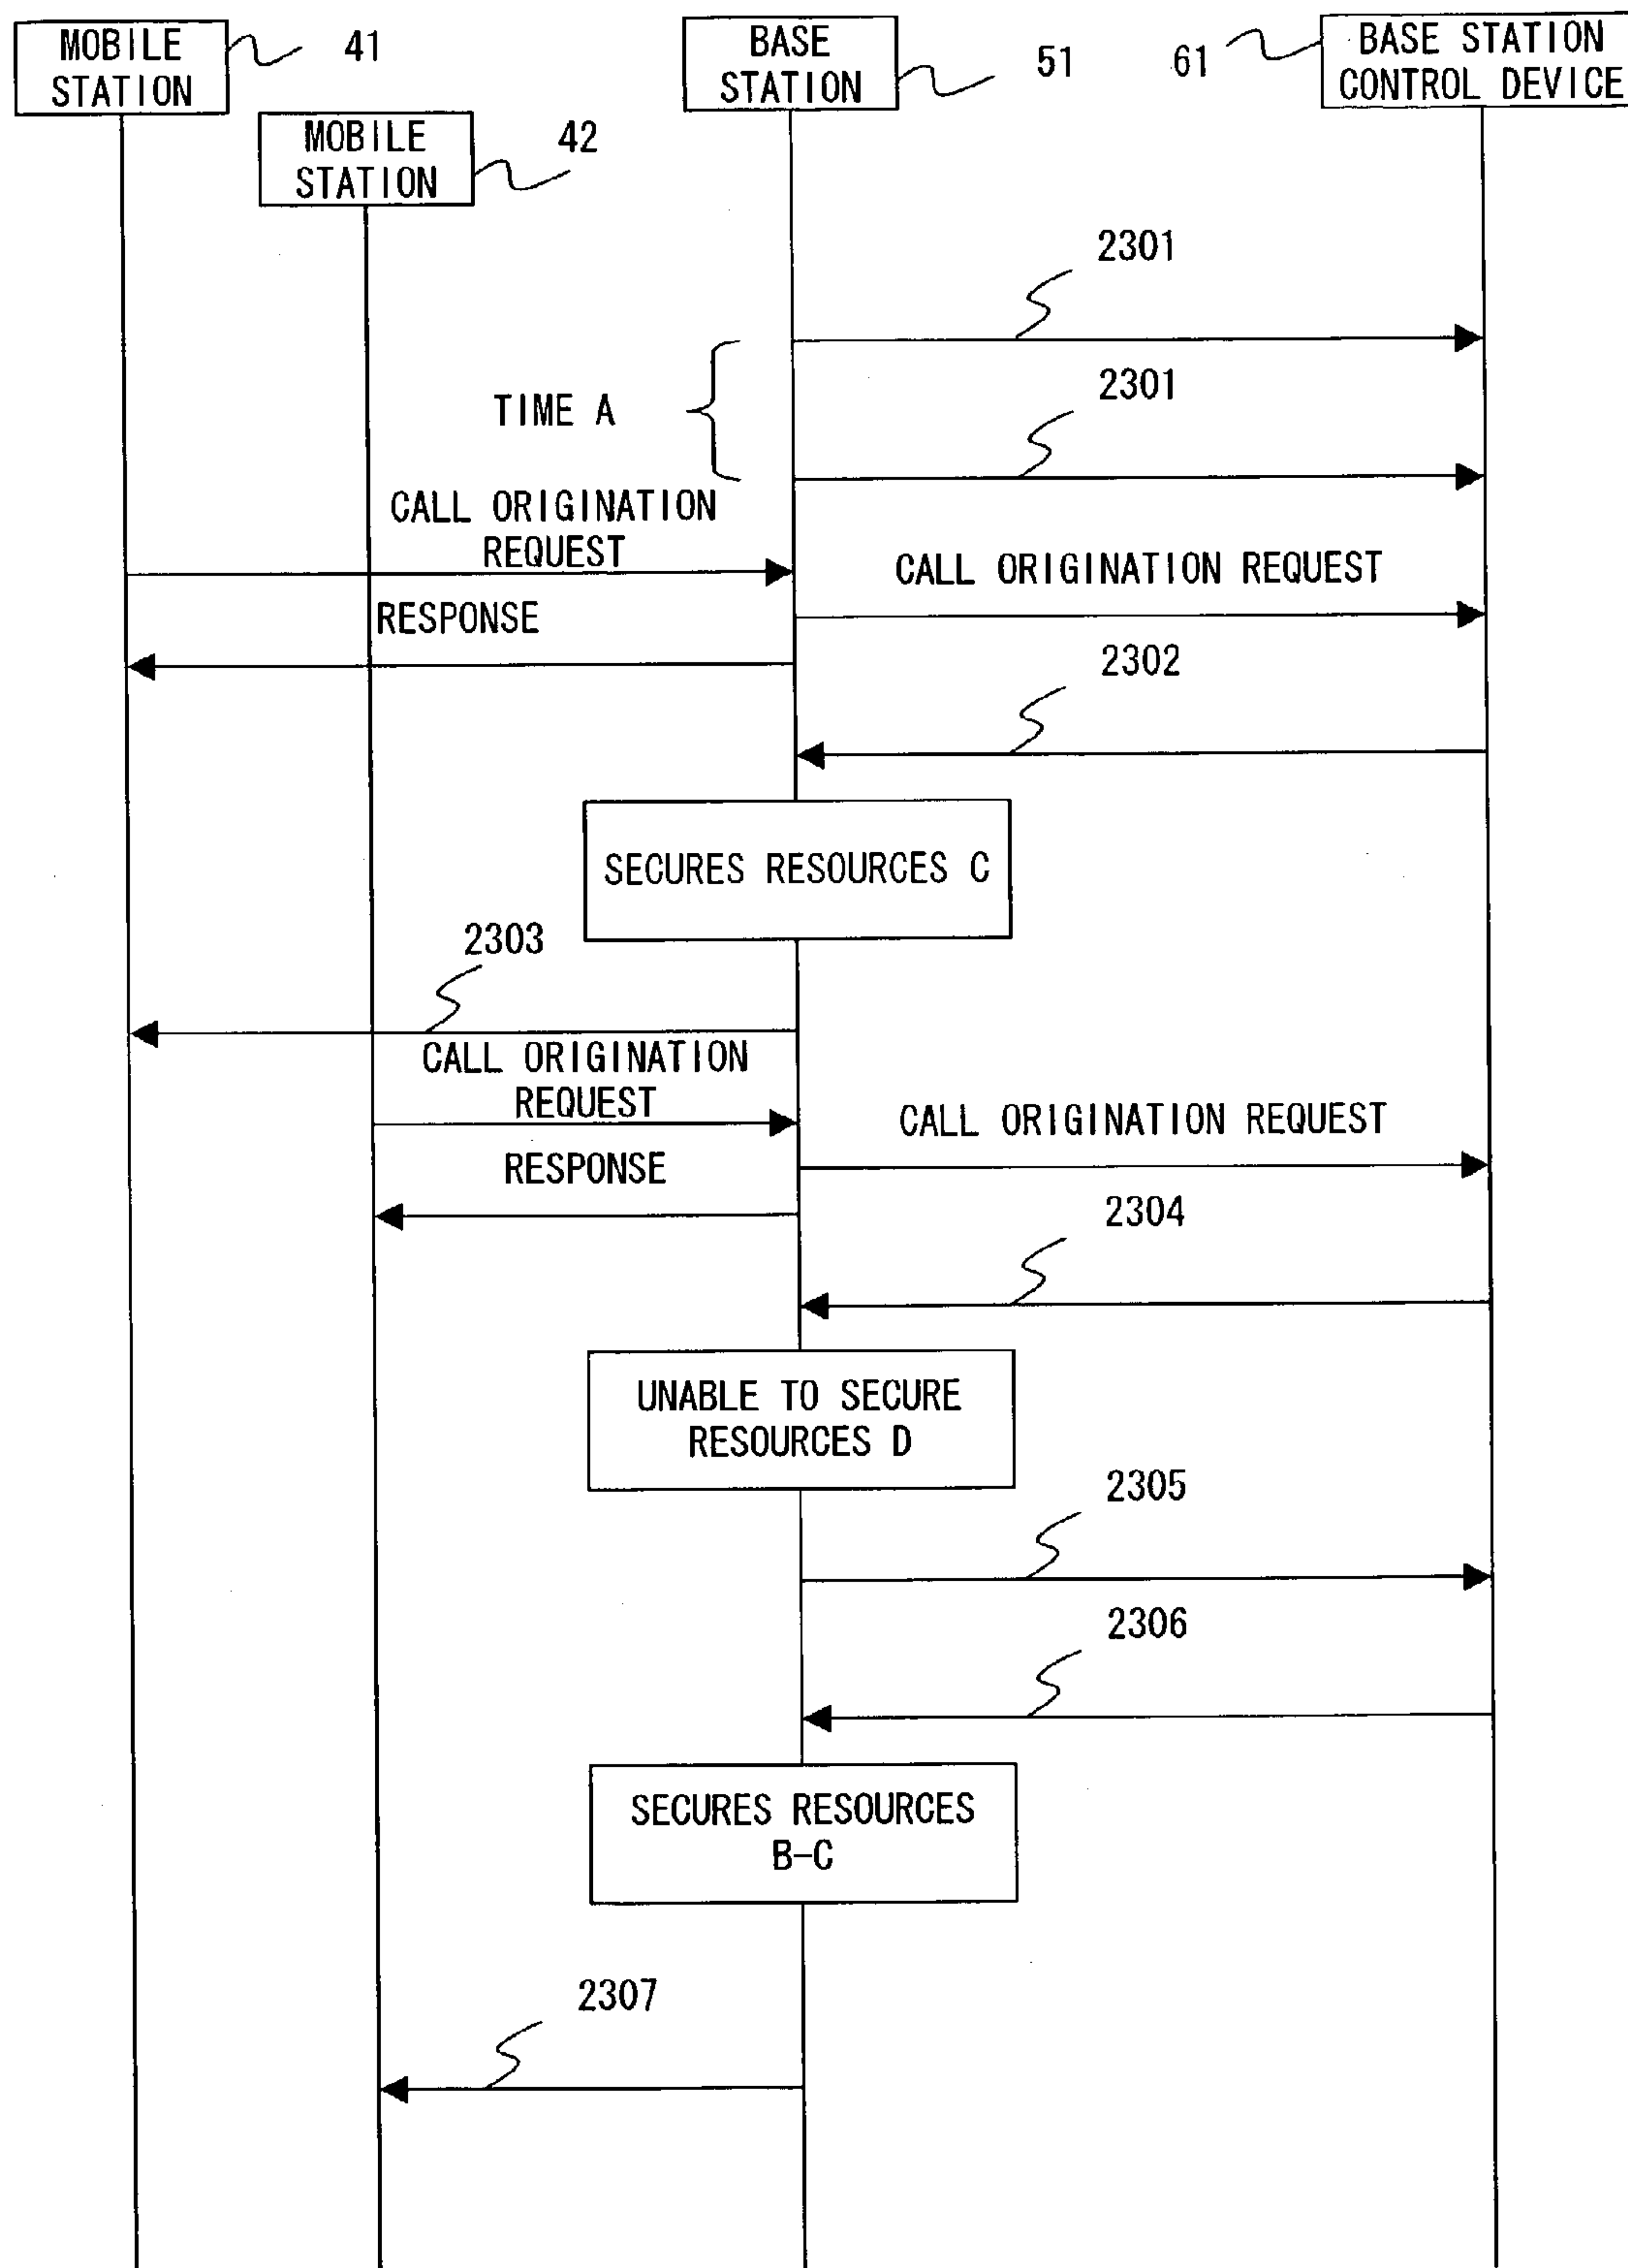 MOBILE
STATION
41
BASE
STATION
51
61
BASE STATION
CONTROL DEVICE
MOBILE
STATION
42
2301
2301
TIME A
CALL ORIGINATION
REQUEST
CALL ORIGINATION REQUEST
RESPONSE
2302
SECURES RESOURCES C
2303
CALL ORIGINATION
REQUEST
CALL ORIGINATION REQUEST
RESPONSE
2304
UNABLE TO SECURE
RESOURCES D
2305
2306
SECURES RESOURCES
B-C
2307